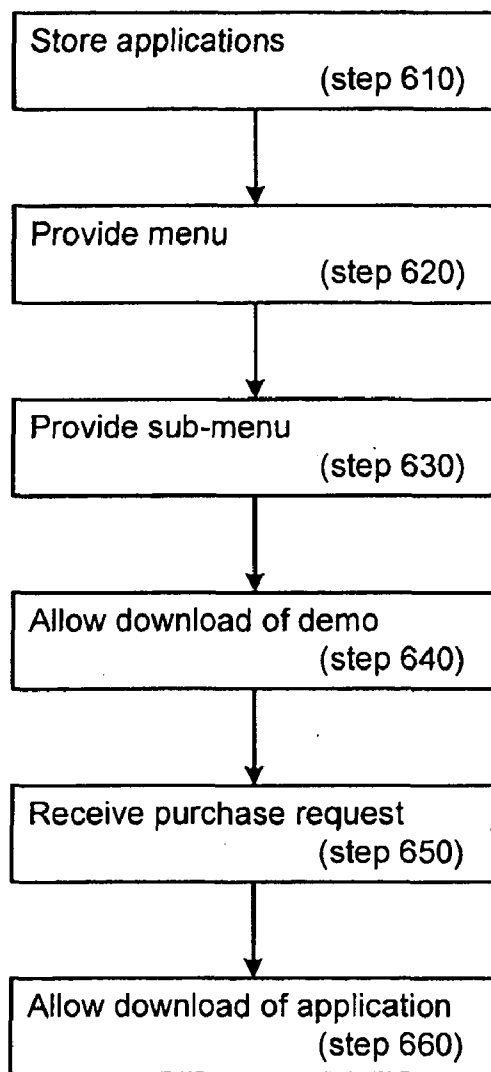 Store applications
(step 610)
Provide menu
(step 620)
Provide sub-menu
(step 630)
Allow download of demo
(step 640)
Receive purchase request
(step 650)
Allow download of application
(step 660)